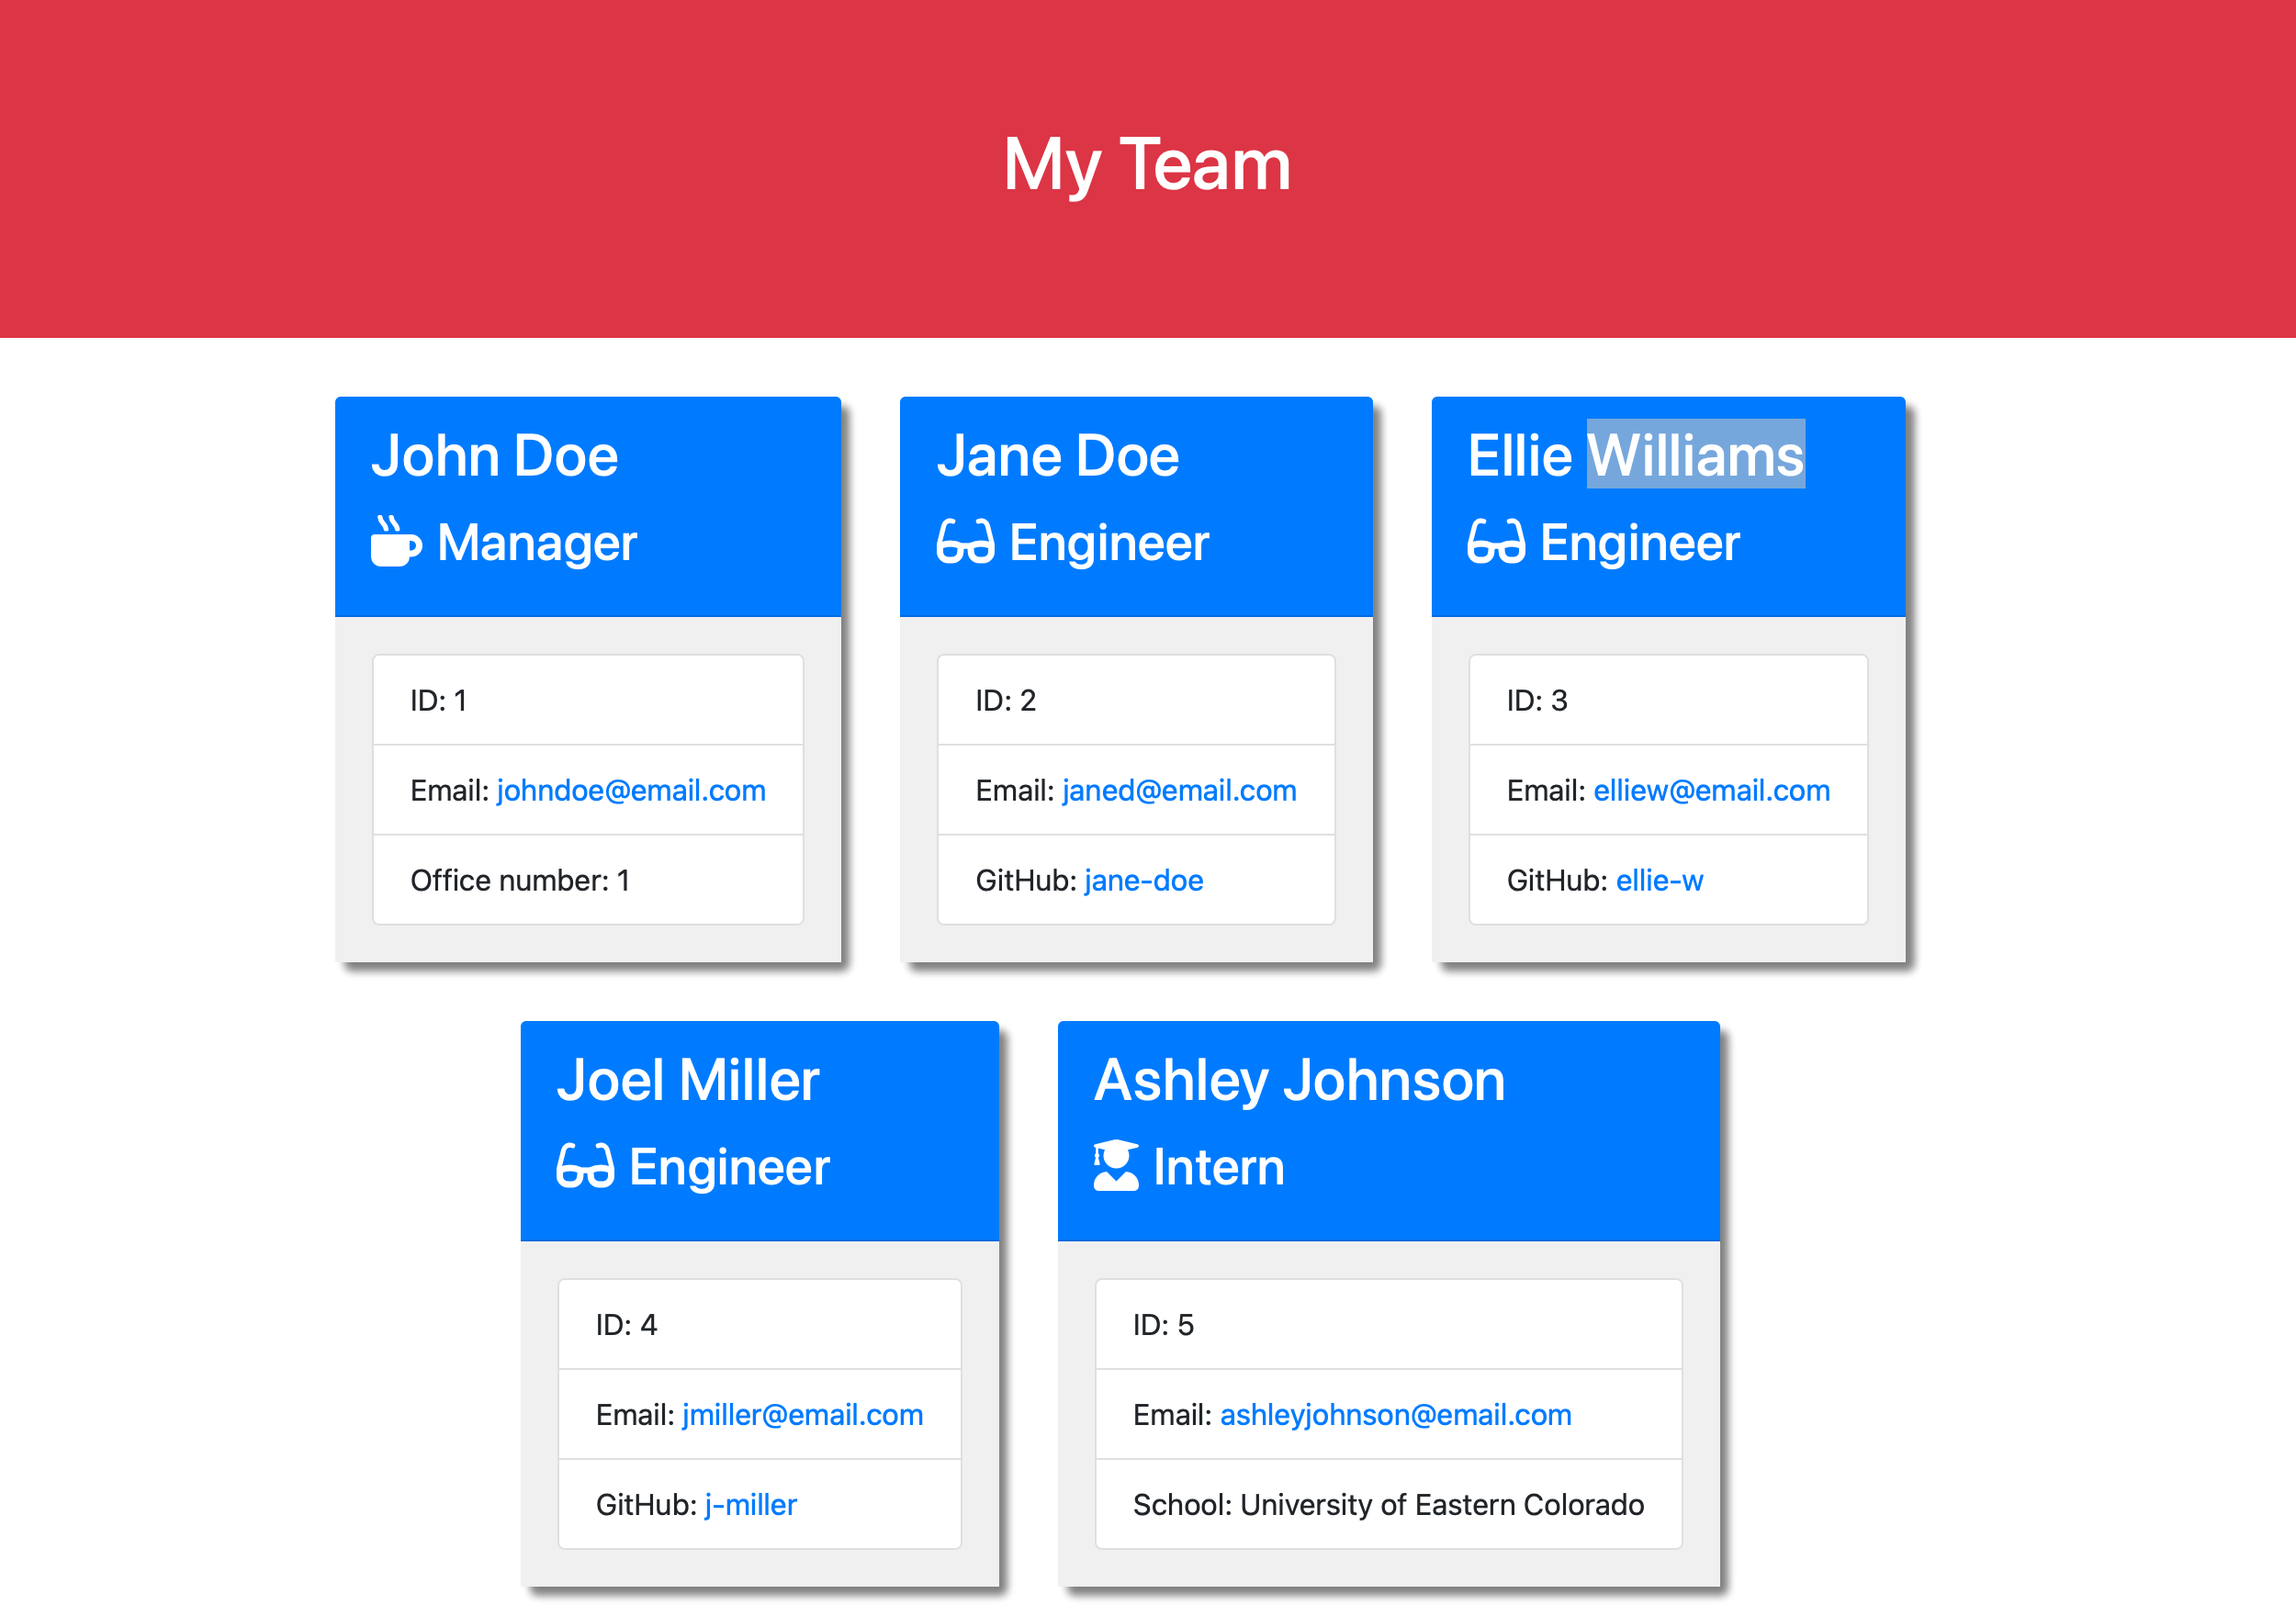 My Team
John Doe
Manager
ID: 1
Email: johndoe@email.com
Office number: 1
Jane Doe
Engineer
ID: 2
Email: janed@email.com
GitHub: jane-doe
Ellie Williams
Engineer
ID: 3
Email: elliew@email.com
GitHub: ellie-w
Joel Miller
Engineer
ID: 4
Email: jmiller@email.com
GitHub: j-miller
Ashley Johnson
Intern
ID: 5
Email: ashleyjohnson@email.com
School: University of Eastern Colorado